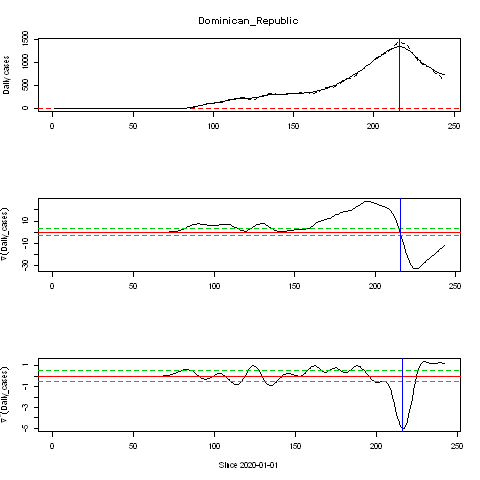 Dominican_Republic
Daily cases
0 500 1000 1500
0 50 100 150 200 250
∇(Daily_cases)
-30 -10 10
0 50 100 150 200 250
∇'(Daily_cases)
-5 -3 -1 1
0 50 100 150 200 250
Since 2020-01-01